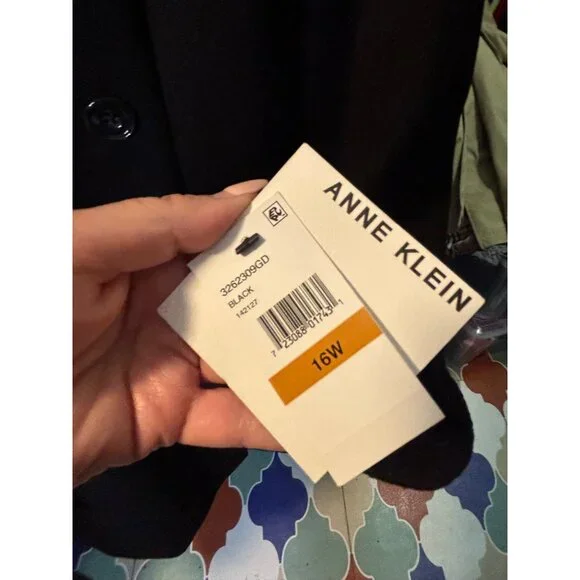 ANNE KLEIN
3262309GD
BLACK
142127
7 23088 01743 1
16W